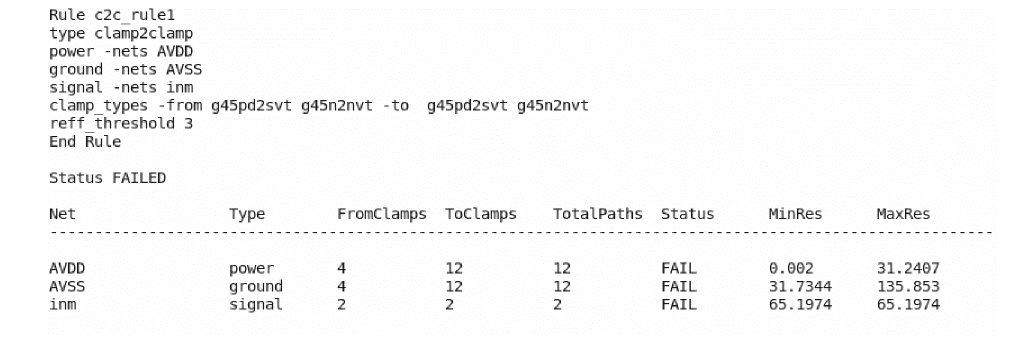 Rule c2c_rule1
type clamp2clamp
power -nets AVDD
ground -nets AVSS
signal -nets inm
clamp_types -from g45pd2svt g45n2nvt -to  g45pd2svt g45n2nvt
reff_threshold 3
End Rule
Status FAILED
Net Type FromClamps ToClamps TotalPaths Status MinRes MaxRes
AVDD power 4 12 12 FAIL 0.002 31.2407
AVSS ground 4 12 12 FAIL 31.7344 135.853
inm signal 2 2 2 FAIL 65.1974 65.1974